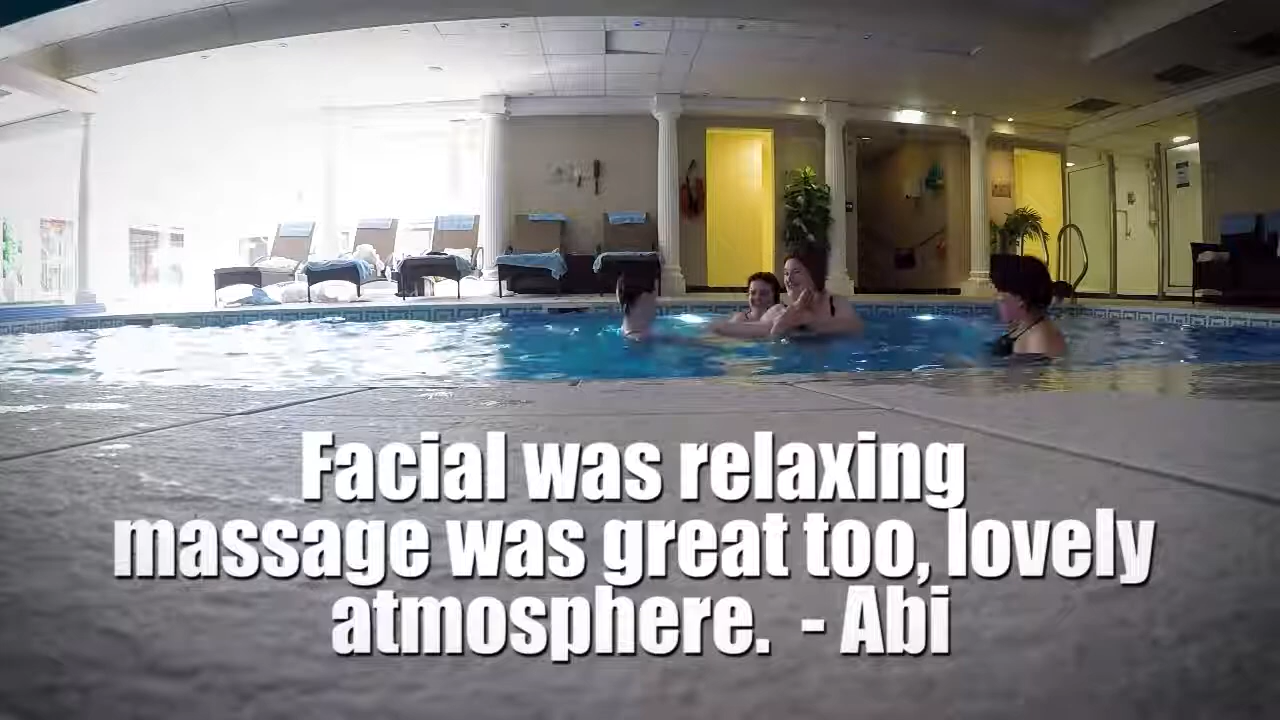 Facial was relaxing
massage was great too, lovely
atmosphere.  - Abi